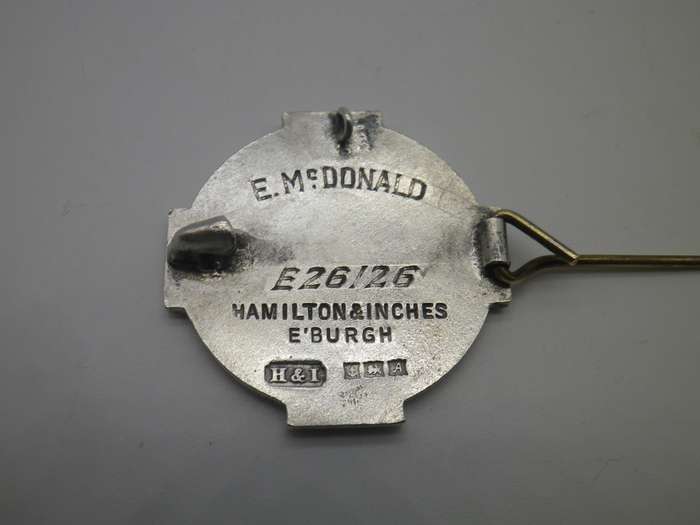 E. McDONALD
E26/26
HAMILTON & INCHES
E'BURGH
H & I A